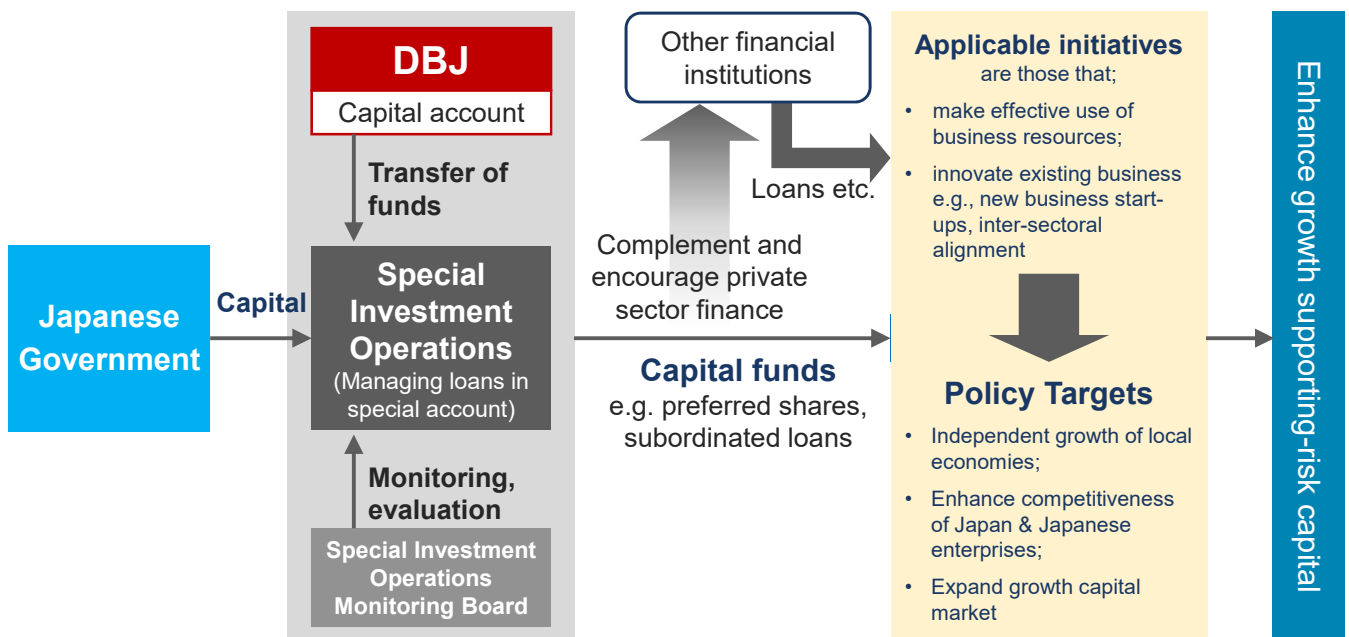 DBJ
Capital account
Transfer of
funds
Japanese
Government
Capital
Special
Investment
Operations
(Managing loans in
special account)
Monitoring,
evaluation
Special Investment
Operations
Monitoring Board
Other financial
institutions
Loans etc.
Complement and
encourage private
sector finance
Capital funds
e.g. preferred shares,
subordinated loans
Applicable initiatives
are those that;
• make effective use of
business resources;
• innovate existing business
e.g., new business start-
ups, inter-sectoral
alignment
Policy Targets
• Independent growth of local
economies;
• Enhance competitiveness
of Japan & Japanese
enterprises;
• Expand growth capital
market
Enhance growth supporting-risk capital